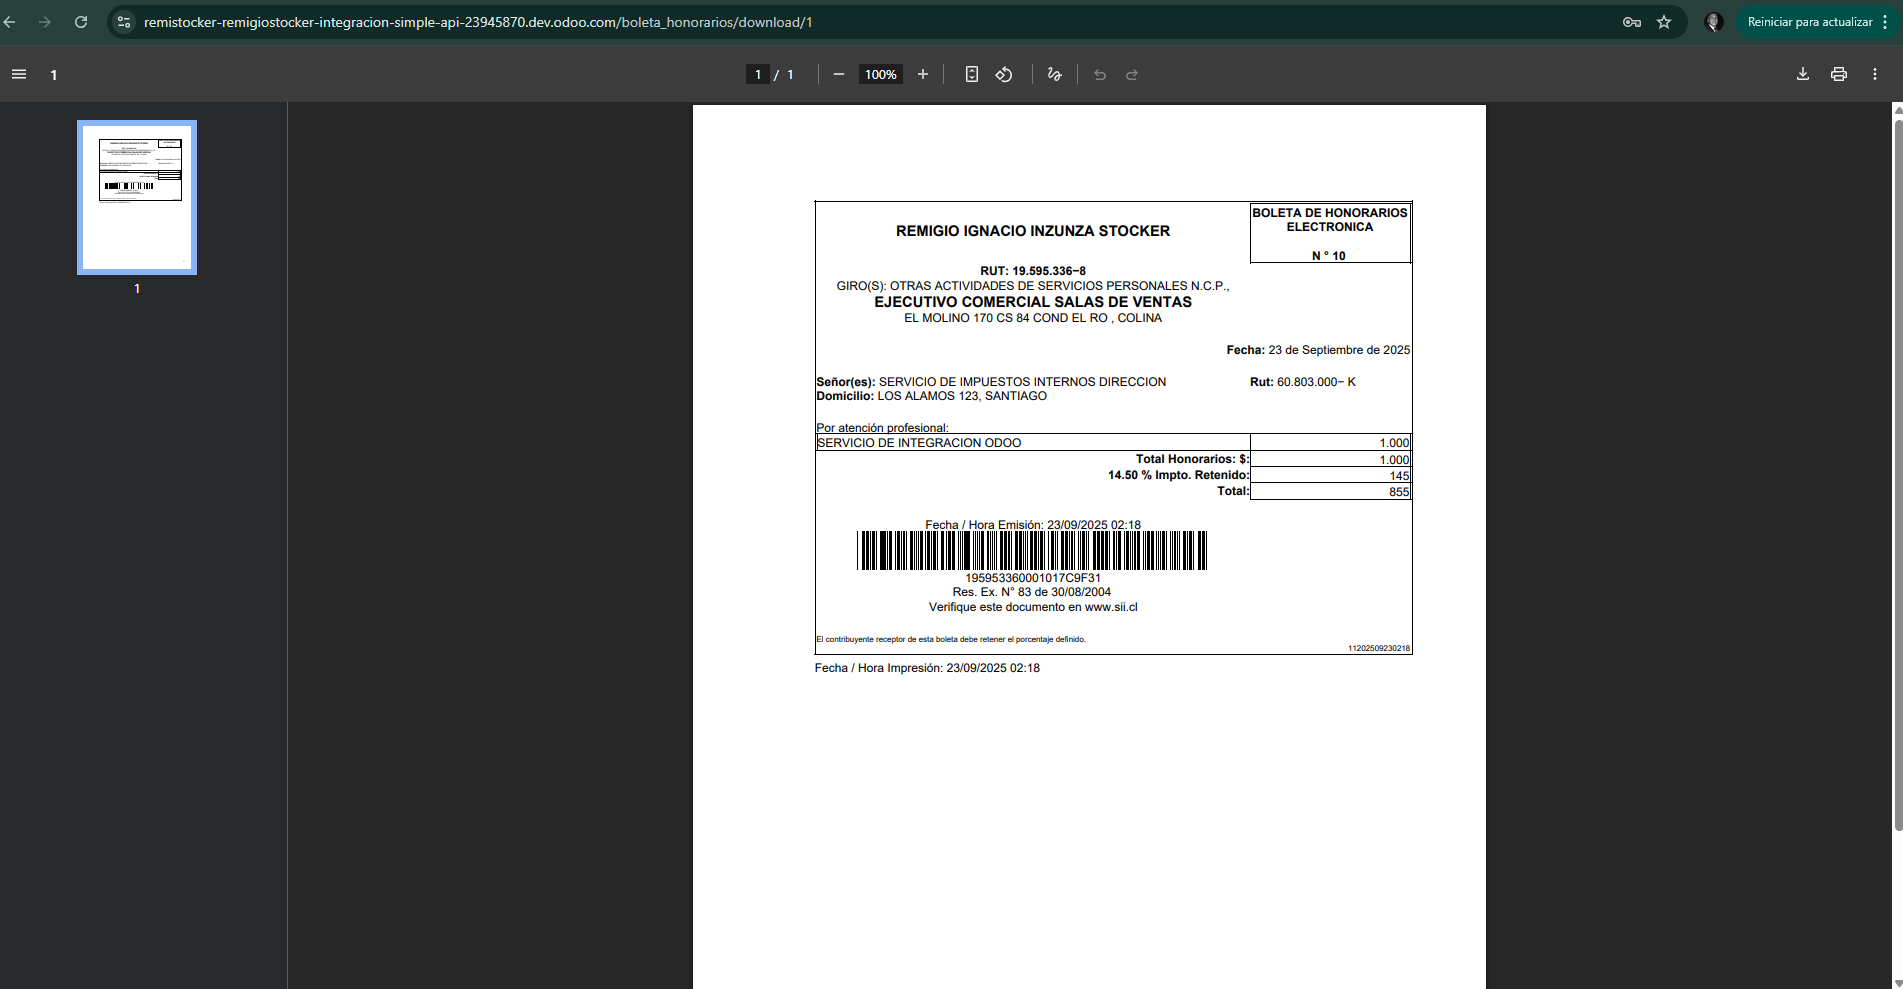 remistocker-remigiostocker-integracion-simple-api-23945870.dev.odoo.com/boleta_honorarios/download/1
Reiniciar para actualizar
1
1 / 1
100%
1
REMIGIO IGNACIO INZUNZA STOCKER
BOLETA DE HONORARIOS
ELECTRONICA
N ° 10
RUT: 19.595.336−8
GIRO(S): OTRAS ACTIVIDADES DE SERVICIOS PERSONALES N.C.P.,
EJECUTIVO COMERCIAL SALAS DE VENTAS
EL MOLINO 170 CS 84 COND EL RO , COLINA
Fecha: 23 de Septiembre de 2025
Señor(es): SERVICIO DE IMPUESTOS INTERNOS DIRECCION Rut: 60.803.000− K
Domicilio: LOS ALAMOS 123, SANTIAGO
Por atención profesional:
SERVICIO DE INTEGRACION ODOO 1.000
Total Honorarios: $: 1.000
14.50 % Impto. Retenido: 145
Total: 855
Fecha / Hora Emisión: 23/09/2025 02:18
195953360001017C9F31
Res. Ex. N° 83 de 30/08/2004
Verifique este documento en www.sii.cl
El contribuyente receptor de esta boleta debe retener el porcentaje definido.
11202509230218
Fecha / Hora Impresión: 23/09/2025 02:18